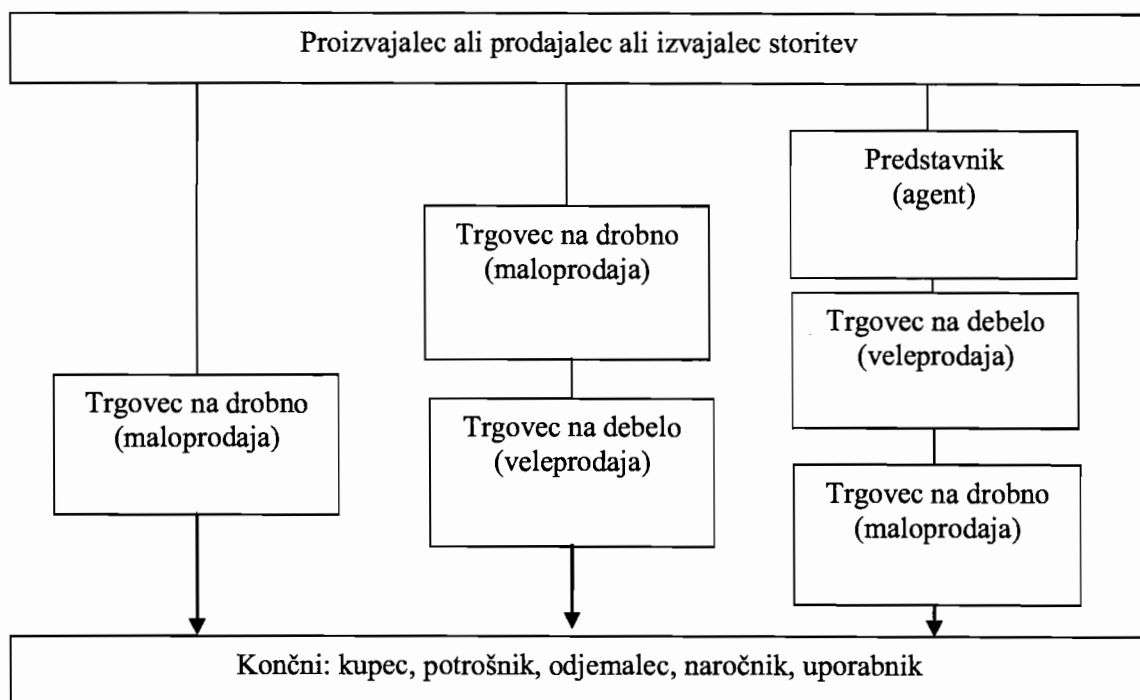 Proizvajalec ali prodajalec ali izvajalec storitev
Trgovec na drobno
(maloprodaja)
Trgovec na drobno
(maloprodaja)
Trgovec na debelo
(veleprodaja)
Predstavnik
(agent)
Trgovec na debelo
(veleprodaja)
Trgovec na drobno
(maloprodaja)
Končni: kupec, potrošnik, odjemalec, naročnik, uporabnik